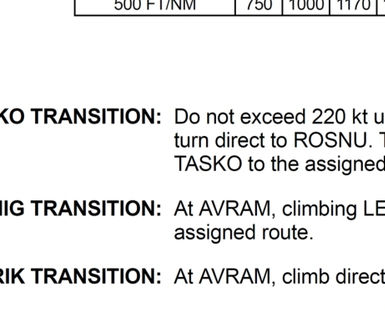 500 FT/NM 750 1000 1170
KO TRANSITION: Do not exceed 220 kt u
turn direct to ROSNU. T
TASKO to the assigned
IIG TRANSITION: At AVRAM, climbing LE
assigned route.
RIK TRANSITION: At AVRAM, climb direct